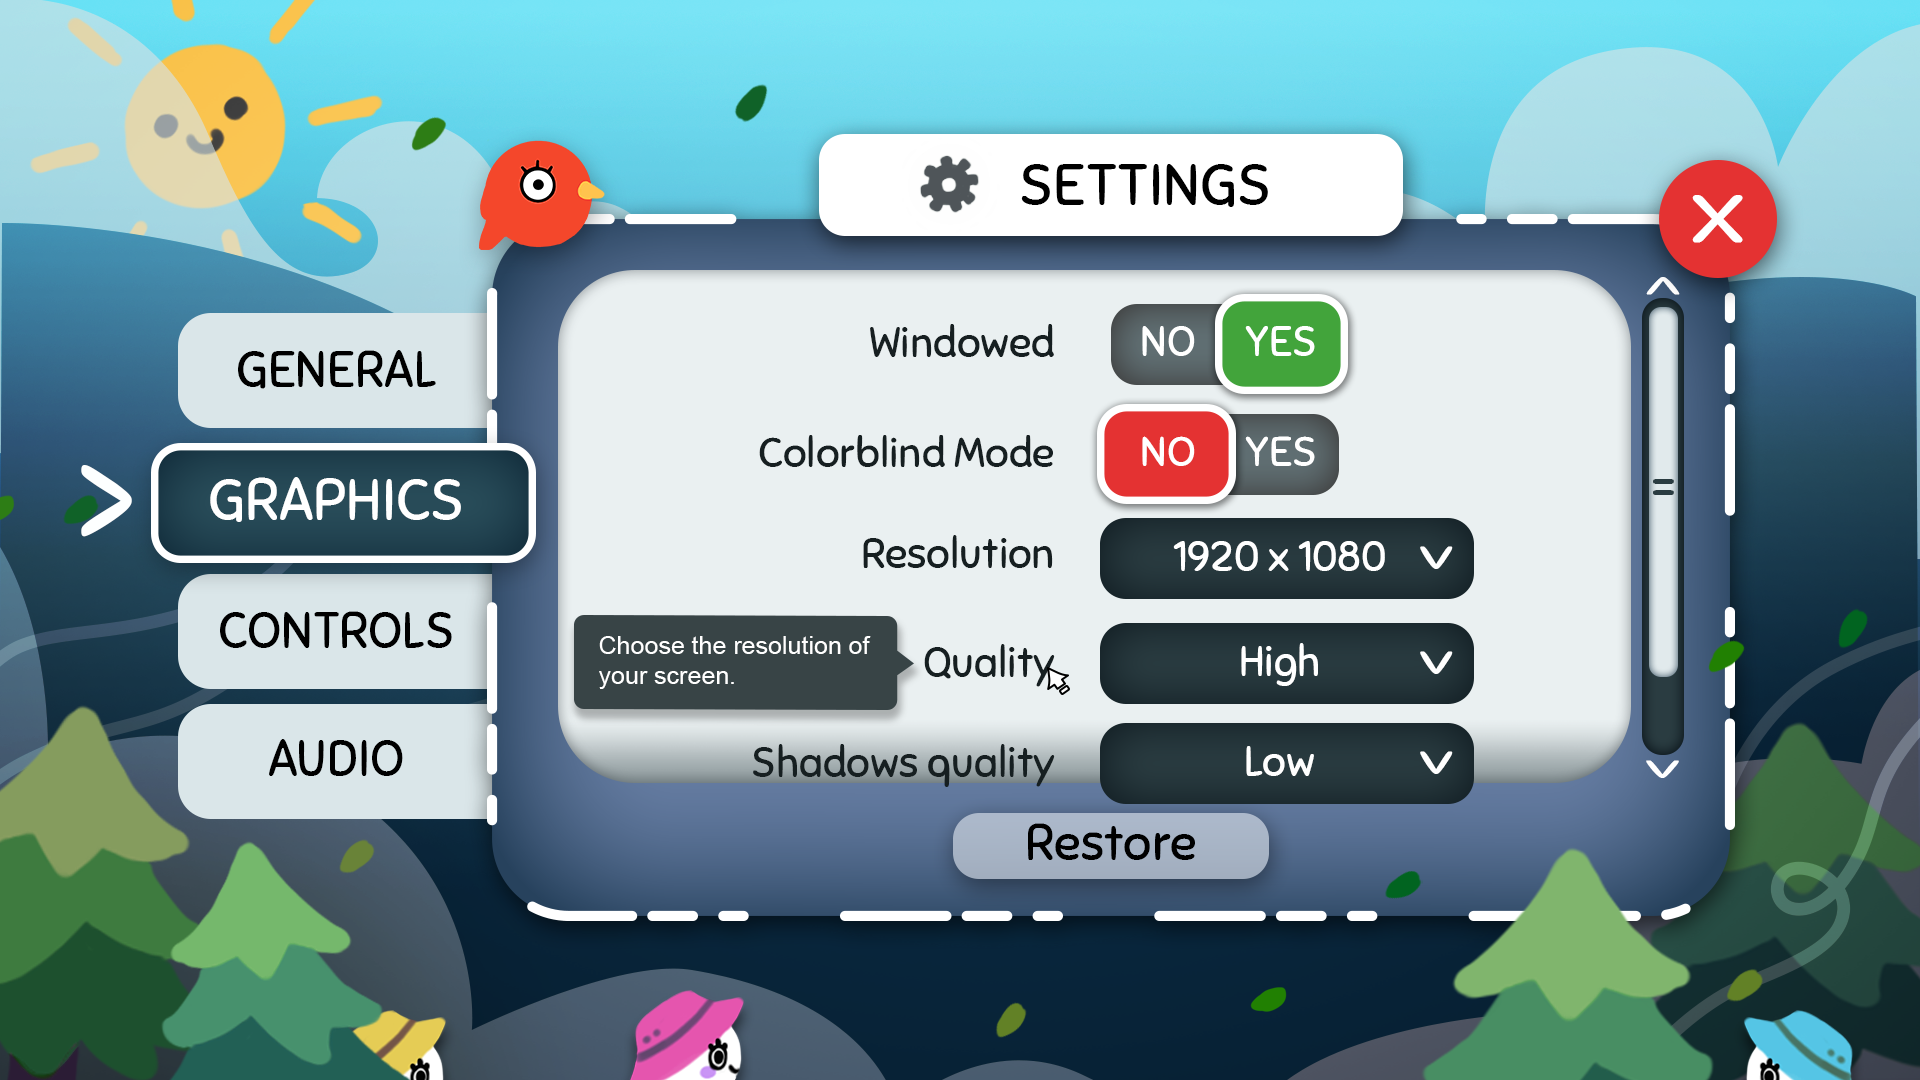 SETTINGS
GENERAL
GRAPHICS
CONTROLS
AUDIO
Windowed NO YES
Colorblind Mode NO YES
Resolution 1920 x 1080
Choose the resolution of
your screen.
Quality High
Shadows quality Low
Restore